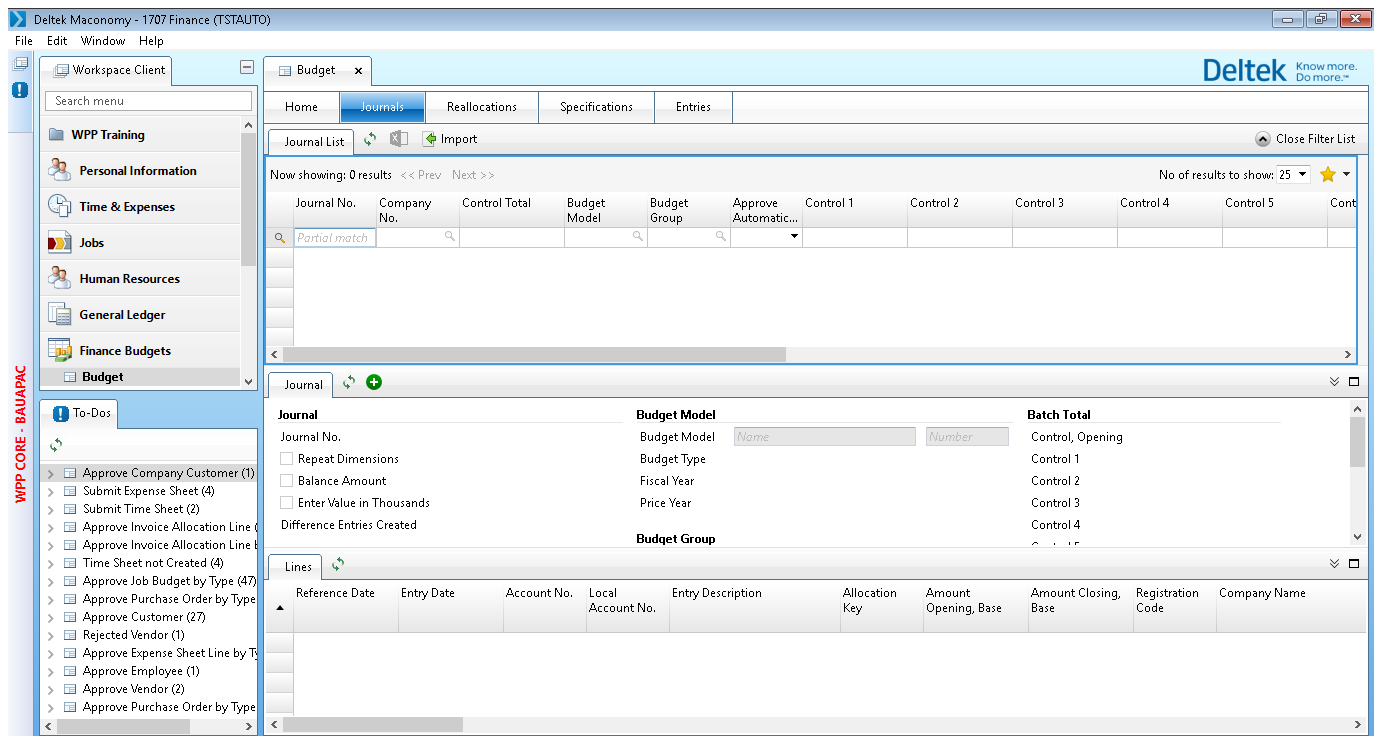 Deltek Maconomy - 1707 Finance (TSTAUTO)
File Edit Window Help
Workspace Client
Search menu
WPP Training
Personal Information
Time & Expenses
Jobs
Human Resources
General Ledger
Finance Budgets
Budget
WPP CORE - BAUAPAC
To-Dos
Approve Company Customer (1)
Submit Expense Sheet (4)
Submit Time Sheet (2)
Approve Invoice Allocation Line (
Approve Invoice Allocation Line
Time Sheet not Created (4)
Approve Job Budget by Type (47)
Approve Purchase Order by Type
Approve Customer (27)
Rejected Vendor (1)
Approve Expense Sheet Line by Ty
Approve Employee (1)
Approve Vendor (2)
Approve Purchase Order by Type
Budget
Deltek Know more.
Do more.™
Home Journals Reallocations Specifications Entries
Journal List Import Close Filter List
Now showing: 0 results << Prev Next >> No of results to show: 25
Journal No. Company No. Control Total Budget Model Budget Group Approve Automatic... Control 1 Control 2 Control 3 Control 4 Control 5 Cont
Partial match
Journal
Journal
Journal No.
Repeat Dimensions
Balance Amount
Enter Value in Thousands
Difference Entries Created
Budget Model
Budget Model Name Number
Budget Type
Fiscal Year
Price Year
Budget Group
Batch Total
Control, Opening
Control 1
Control 2
Control 3
Control 4
Lines
Reference Date Entry Date Account No. Local Account No. Entry Description Allocation Key Amount Opening, Base Amount Closing, Base Registration Code Company Name